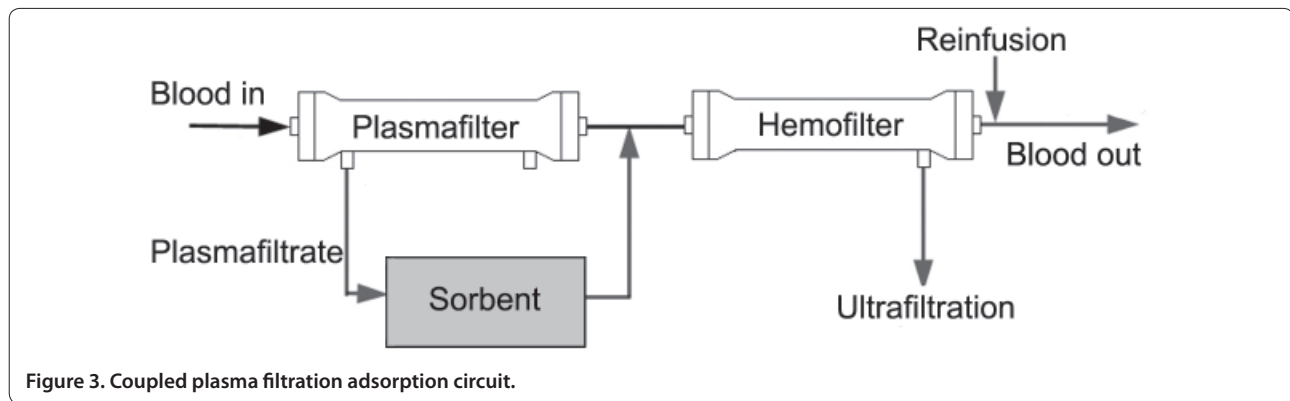 Reinfusion
Blood in
Plasmafilter
Hemofilter
Blood out
Plasmafiltrate
Sorbent
Ultrafiltration
Figure 3. Coupled plasma filtration adsorption circuit.